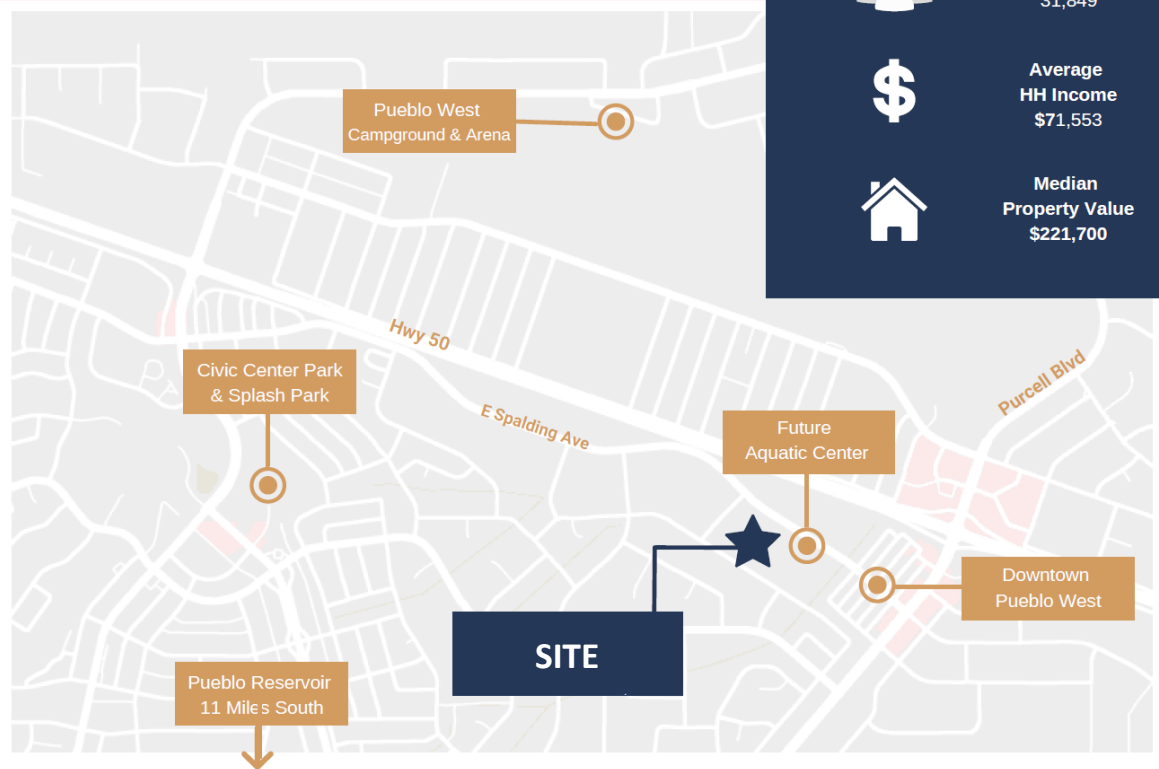 31,849
Average
HH Income
$71,553
Median
Property Value
$221,700
Pueblo West
Campground & Arena
Hwy 50
Purcell Blvd
Civic Center Park
& Splash Park
E Spalding Ave
Future
Aquatic Center
Downtown
Pueblo West
SITE
Pueblo Reservoir
11 Miles South